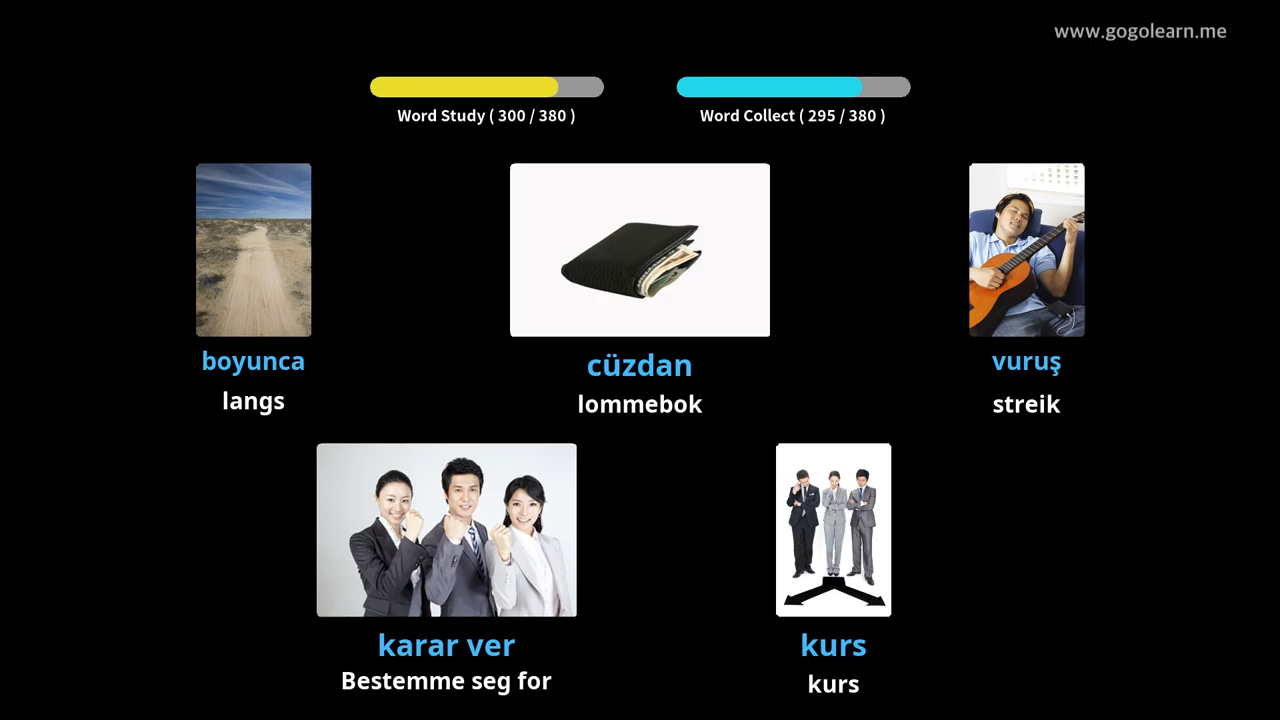 www.gogolearn.me
Word Study ( 300 / 380 )
Word Collect ( 295 / 380 )
boyunca
langs
cüzdan
lommebok
vuruş
streik
karar ver
Bestemme seg for
kurs
kurs